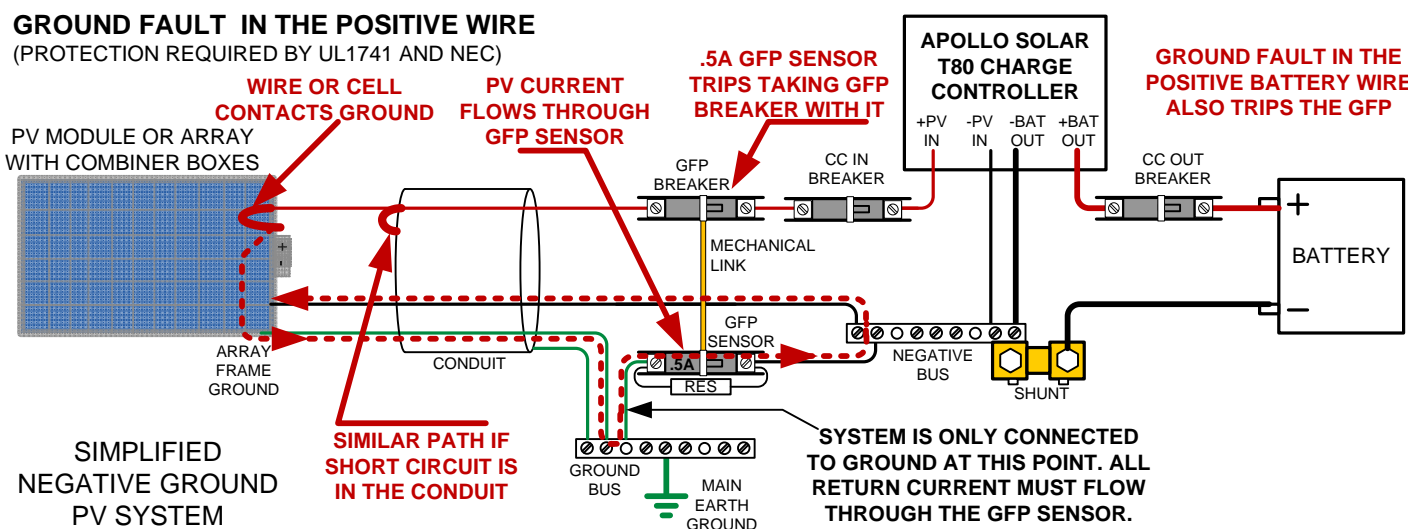 GROUND FAULT  IN THE POSITIVE WIRE
(PROTECTION REQUIRED BY UL1741 AND NEC)
WIRE OR CELL
CONTACTS GROUND
PV CURRENT
FLOWS THROUGH
GFP SENSOR
.5A GFP SENSOR
TRIPS TAKING GFP
BREAKER WITH IT
APOLLO SOLAR
T80 CHARGE
CONTROLLER
+PV
IN
-PV
IN
-BAT
OUT
+BAT
OUT
GROUND FAULT IN THE
POSITIVE BATTERY WIRE
ALSO TRIPS THE GFP
PV MODULE OR ARRAY
WITH COMBINER BOXES
GFP
BREAKER
CC IN
BREAKER
CC OUT
BREAKER
+
-
MECHANICAL
LINK
+
BATTERY
–
ARRAY
FRAME
GROUND
CONDUIT
GFP
SENSOR
.5A
RES
NEGATIVE
BUS
SHUNT
SIMPLIFIED
NEGATIVE GROUND
PV SYSTEM
SIMILAR PATH IF
SHORT CIRCUIT IS
IN THE CONDUIT
GROUND
BUS
MAIN
EARTH
GROUND
SYSTEM IS ONLY CONNECTED
TO GROUND AT THIS POINT. ALL
RETURN CURRENT MUST FLOW
THROUGH THE GFP SENSOR.